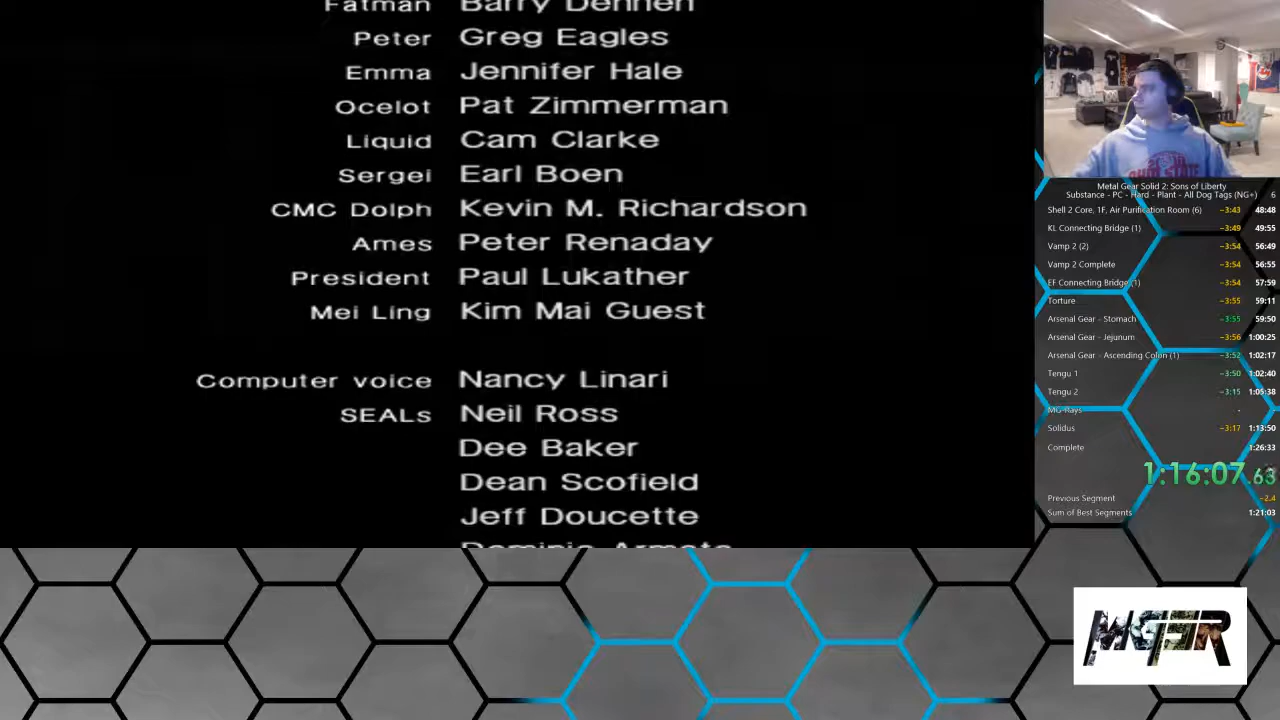 Fatman Barry Dennen
Peter Greg Eagles
Emma Jennifer Hale
Ocelot Pat Zimmerman
Liquid Cam Clarke
Sergei Earl Boen
CMC Dolph Kevin M. Richardson
Ames Peter Renaday
President Paul Lukather
Mei Ling Kim Mai Guest
Computer voice Nancy Linari
SEALs Neil Ross
Dee Baker
Dean Scofield
Jeff Doucette
Metal Gear Solid 2: Sons of Liberty
Substance - PC - Hard - Plant - All Dog Tags (NG+) 6
Shell 2 Core, 1F, Air Purification Room (6) −3:43 48:48
KL Connecting Bridge (1) −3:49 49:55
Vamp 2 (2) −3:54 56:49
Vamp 2 Complete −3:54 56:55
EF Connecting Bridge (1) −3:54 57:59
Torture −3:55 59:11
Arsenal Gear - Stomach −3:55 59:50
Arsenal Gear - Jejunum −3:56 1:00:25
Arsenal Gear - Ascending Colon (1) −3:52 1:02:17
Tengu 1 −3:50 1:02:40
Tengu 2 −3:15 1:05:38
MG Rays -
Solidus −3:17 1:13:50
Complete 1:26:33
1:16:07.63
Previous Segment −2.4
Sum of Best Segments 1:21:03